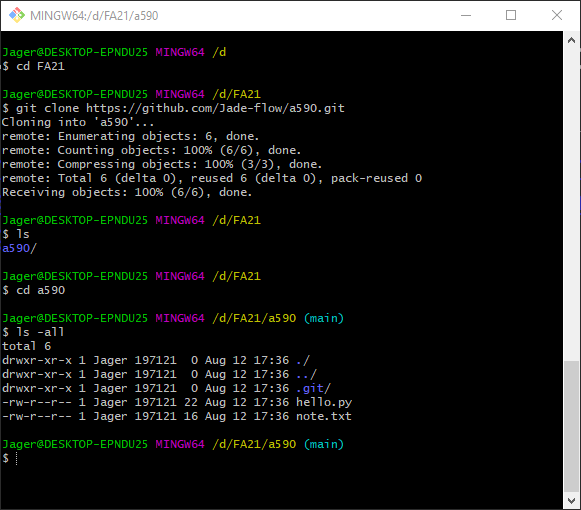 MINGW64:/d/FA21/a590
Jager@DESKTOP-EPNDU25 MINGW64 /d
$ cd FA21
Jager@DESKTOP-EPNDU25 MINGW64 /d/FA21
$ git clone https://github.com/Jade-flow/a590.git
Cloning into 'a590'...
remote: Enumerating objects: 6, done.
remote: Counting objects: 100% (6/6), done.
remote: Compressing objects: 100% (3/3), done.
remote: Total 6 (delta 0), reused 6 (delta 0), pack-reused 0
Receiving objects: 100% (6/6), done.
Jager@DESKTOP-EPNDU25 MINGW64 /d/FA21
$ ls
a590/
Jager@DESKTOP-EPNDU25 MINGW64 /d/FA21
$ cd a590
Jager@DESKTOP-EPNDU25 MINGW64 /d/FA21/a590 (main)
$ ls -all
total 6
drwxr-xr-x 1 Jager 197121  0 Aug 12 17:36 ./
drwxr-xr-x 1 Jager 197121  0 Aug 12 17:36 ../
drwxr-xr-x 1 Jager 197121  0 Aug 12 17:36 .git/
-rw-r--r-- 1 Jager 197121 22 Aug 12 17:36 hello.py
-rw-r--r-- 1 Jager 197121 16 Aug 12 17:36 note.txt
Jager@DESKTOP-EPNDU25 MINGW64 /d/FA21/a590 (main)
$